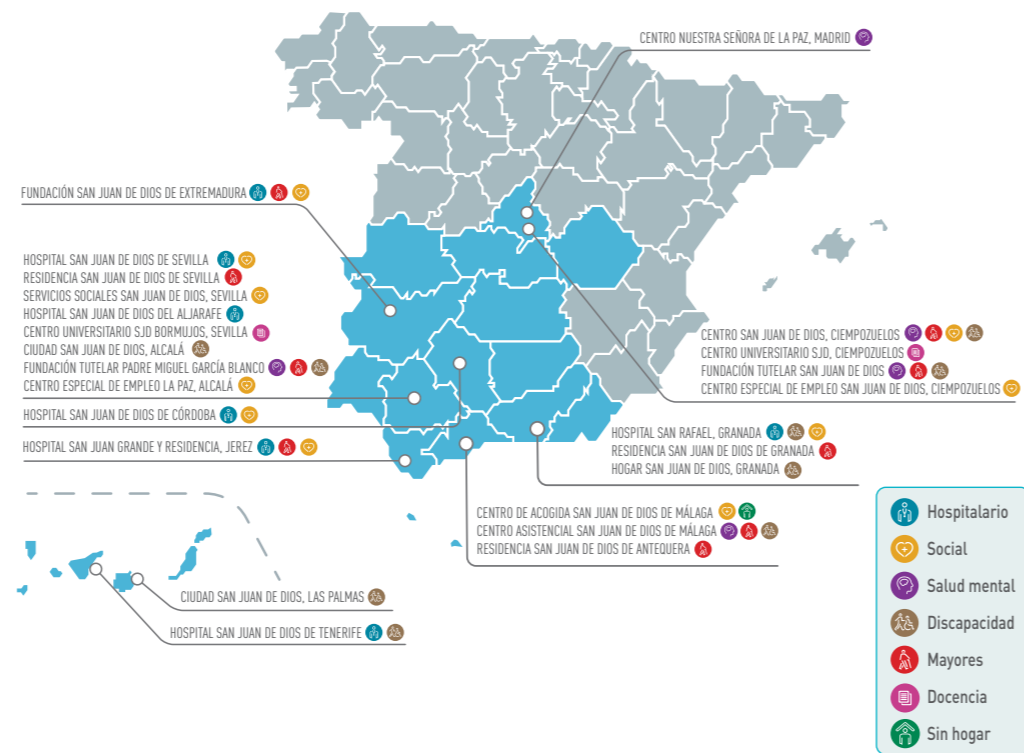 CENTRO NUESTRA SEÑORA DE LA PAZ, MADRID
FUNDACIÓN SAN JUAN DE DIOS DE EXTREMADURA
HOSPITAL SAN JUAN DE DIOS DE SEVILLA
RESIDENCIA SAN JUAN DE DIOS DE SEVILLA
SERVICIOS SOCIALES SAN JUAN DE DIOS, SEVILLA
HOSPITAL SAN JUAN DE DIOS DEL ALJARAFE
CENTRO UNIVERSITARIO SJD BORMUJOS, SEVILLA
CIUDAD SAN JUAN DE DIOS, ALCALÁ
FUNDACIÓN TUTELAR PADRE MIGUEL GARCÍA BLANCO
CENTRO ESPECIAL DE EMPLEO LA PAZ, ALCALÁ
HOSPITAL SAN JUAN DE DIOS DE CÓRDOBA
HOSPITAL SAN JUAN GRANDE Y RESIDENCIA, JEREZ
CENTRO SAN JUAN DE DIOS, CIEMPOZUELOS
CENTRO UNIVERSITARIO SJD, CIEMPOZUELOS
FUNDACIÓN TUTELAR SAN JUAN DE DIOS
CENTRO ESPECIAL DE EMPLEO SAN JUAN DE DIOS, CIEMPOZUELOS
HOSPITAL SAN RAFAEL, GRANADA
RESIDENCIA SAN JUAN DE DIOS DE GRANADA
HOGAR SAN JUAN DE DIOS, GRANADA
CENTRO DE ACOGIDA SAN JUAN DE DIOS DE MÁLAGA
CENTRO ASISTENCIAL SAN JUAN DE DIOS DE MÁLAGA
RESIDENCIA SAN JUAN DE DIOS DE ANTEQUERA
CIUDAD SAN JUAN DE DIOS, LAS PALMAS
HOSPITAL SAN JUAN DE DIOS DE TENERIFE
Hospitalario
Social
Salud mental
Discapacidad
Mayores
Docencia
Sin hogar